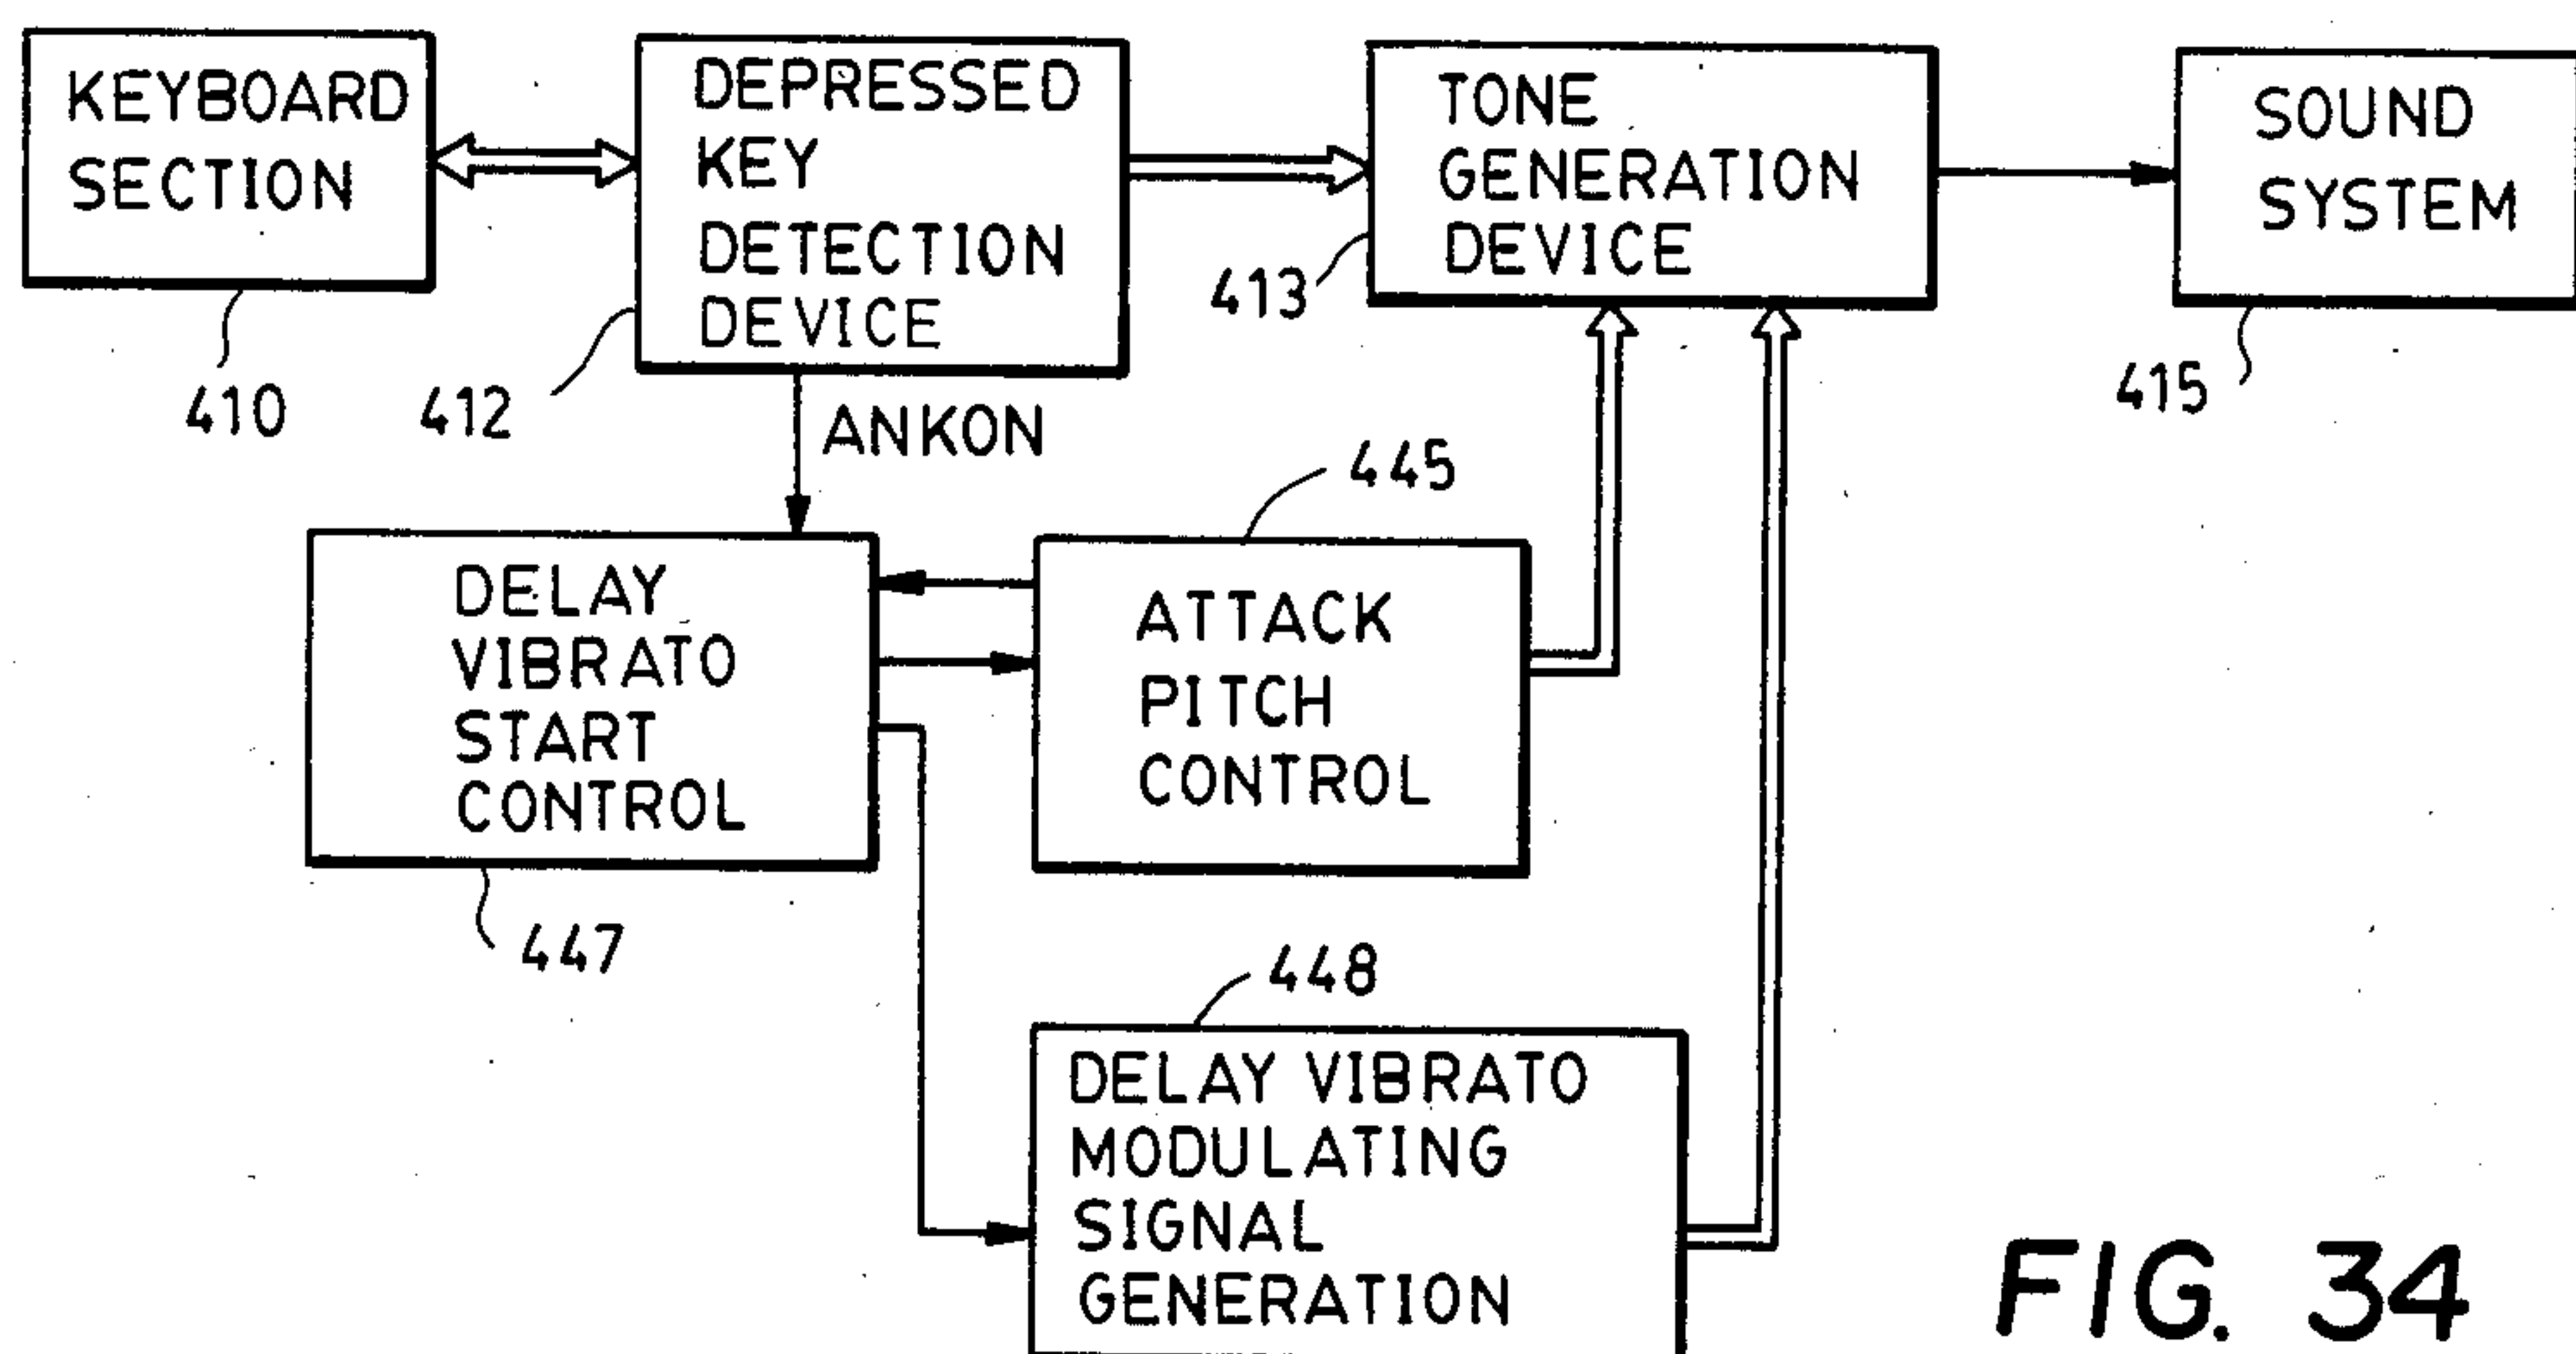 KEYBOARD
SECTION
410
DEPRESSED
KEY
DETECTION
DEVICE
412
TONE
GENERATION
DEVICE
413
SOUND
SYSTEM
415
ANKON
DELAY
VIBRATO
START
CONTROL
447
445
ATTACK
PITCH
CONTROL
448
DELAY VIBRATO
MODULATING
SIGNAL
GENERATION
FIG. 34